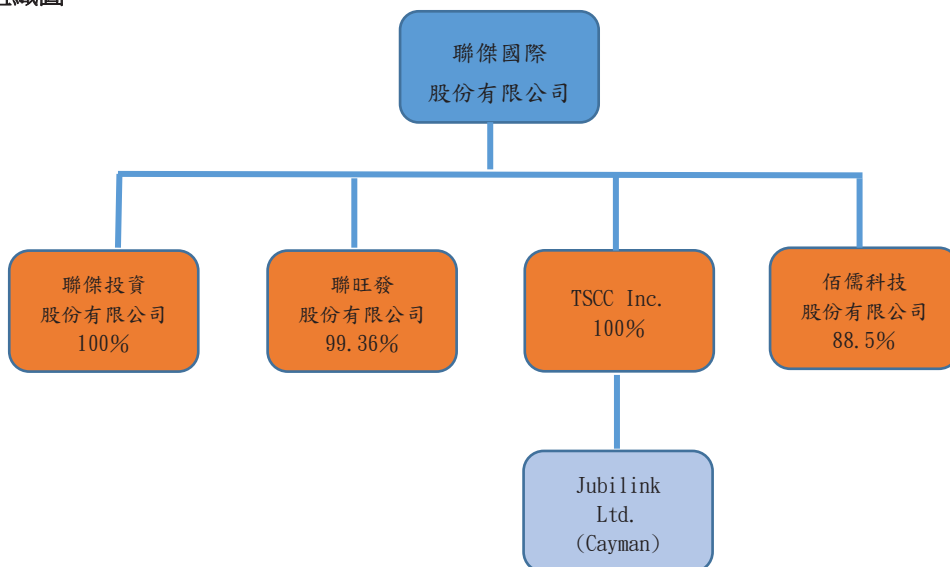 組織圖
聯傑國際
股份有限公司
聯傑投資
股份有限公司
100%
聯旺發
股份有限公司
99.36%
TSCC Inc.
100%
佰儒科技
股份有限公司
88.5%
Jubilink
Ltd.
(Cayman)